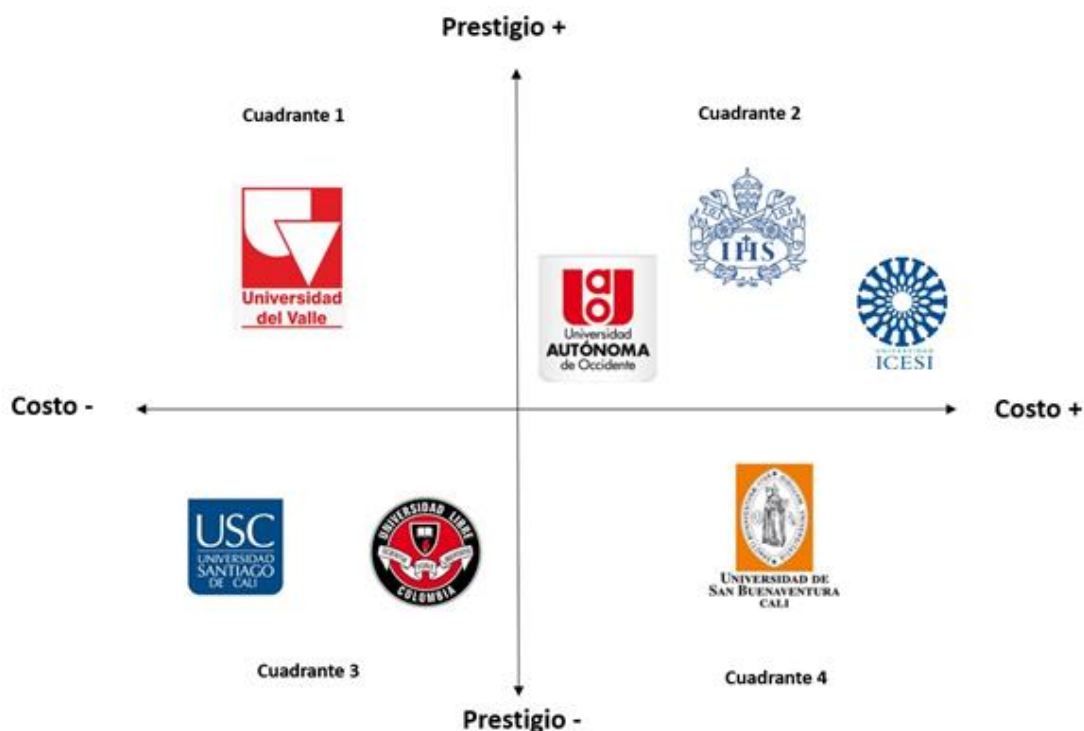 Prestigio +
Cuadrante 1
Cuadrante 2
Universidad
del Valle
IHS
Universidad
AUTÓNOMA
de Occidente
UNIVERSIDAD
ICESI
Costo -
Costo +
USC
UNIVERSIDAD
SANTIAGO
DE CALI
UNIVERSIDAD LIBRE
COLOMBIA
UNIVERSIDAD DE
SAN BUENAVENTURA
CALI
Cuadrante 3
Cuadrante 4
Prestigio -